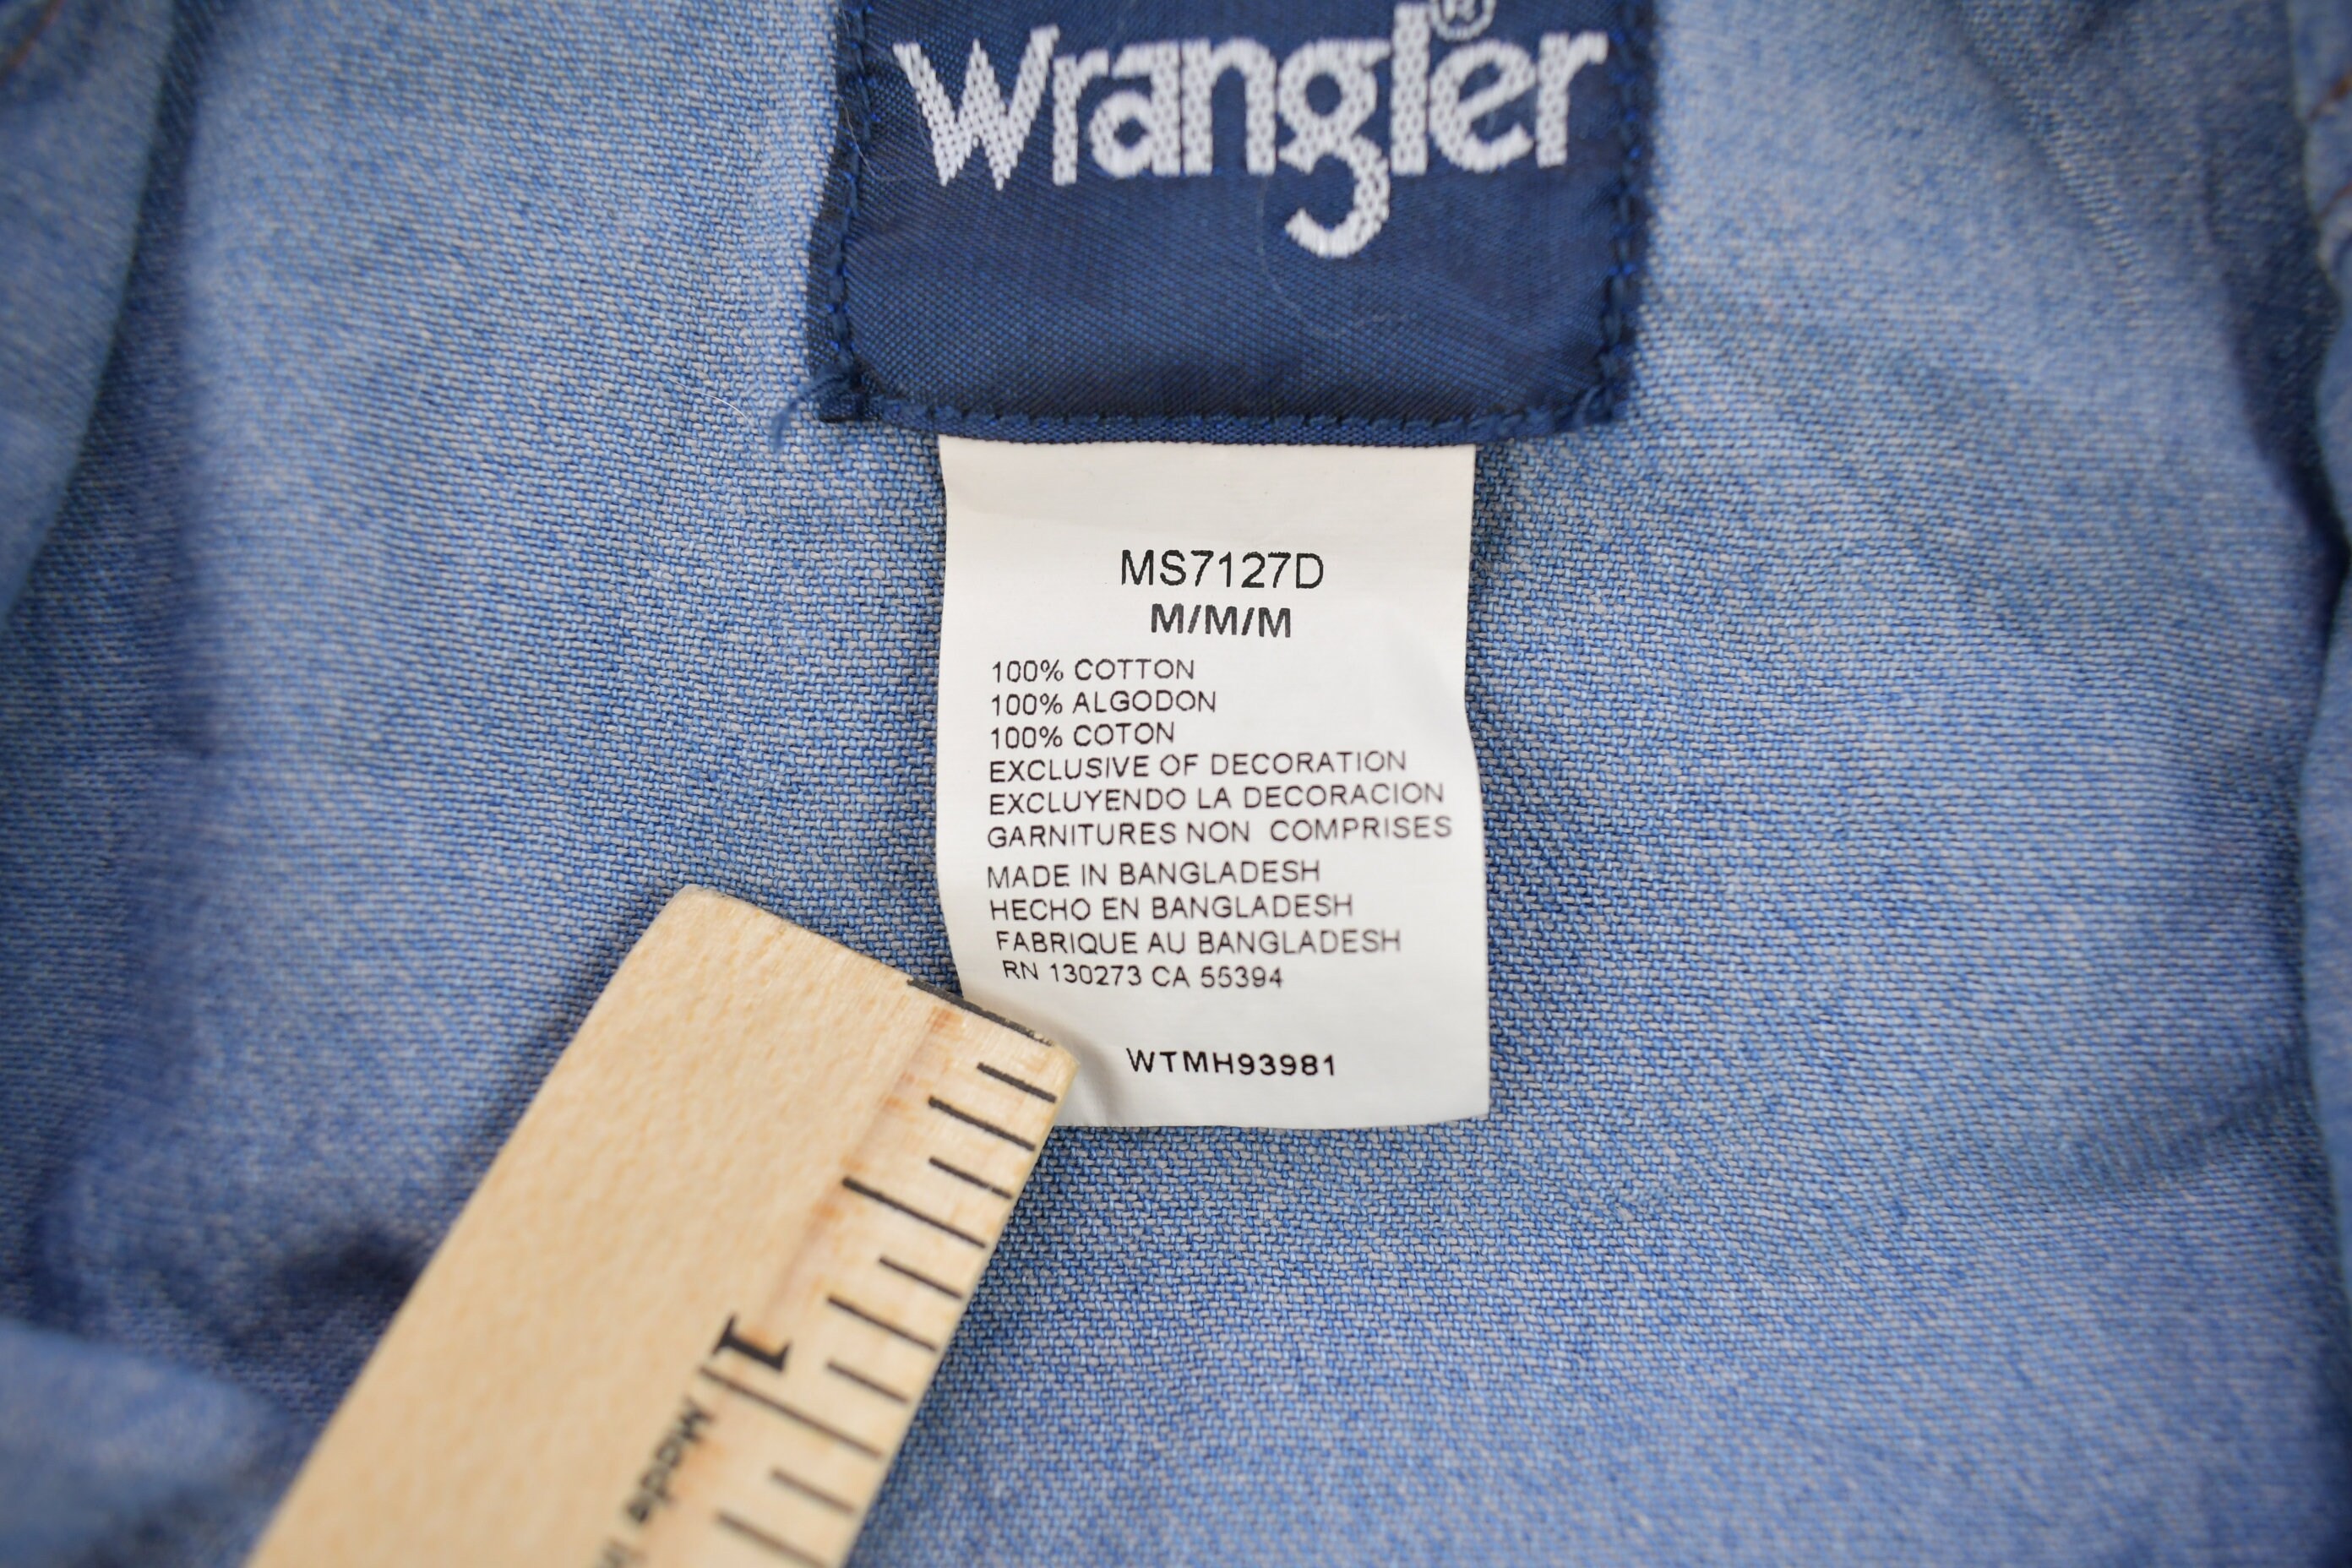 Wrangler®
MS7127D
M/M/M
100% COTTON
100% ALGODON
100% COTON
EXCLUSIVE OF DECORATION
EXCLUYENDO LA DECORACION
GARNITURES NON COMPRISES
MADE IN BANGLADESH
HECHO EN BANGLADESH
FABRIQUE AU BANGLADESH
RN 130273 CA 55394
WTMH93981
1
Made